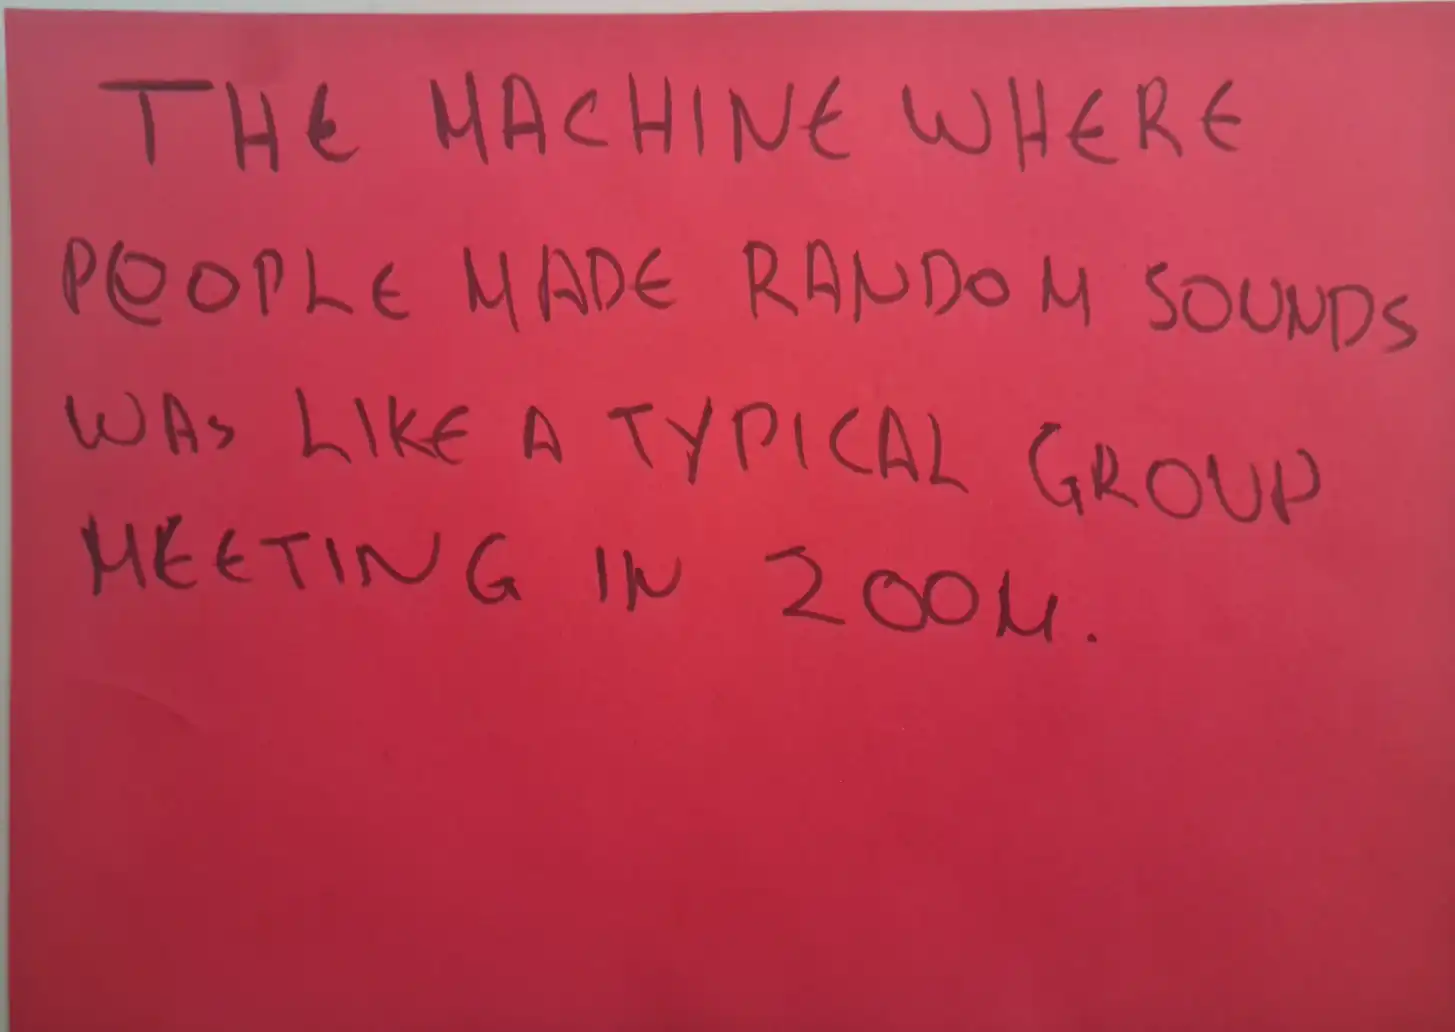 THE MACHINE WHERE
PEOPLE MADE RANDOM SOUNDS
WAS LIKE A TYPICAL GROUP
MEETING IN ZOOM.